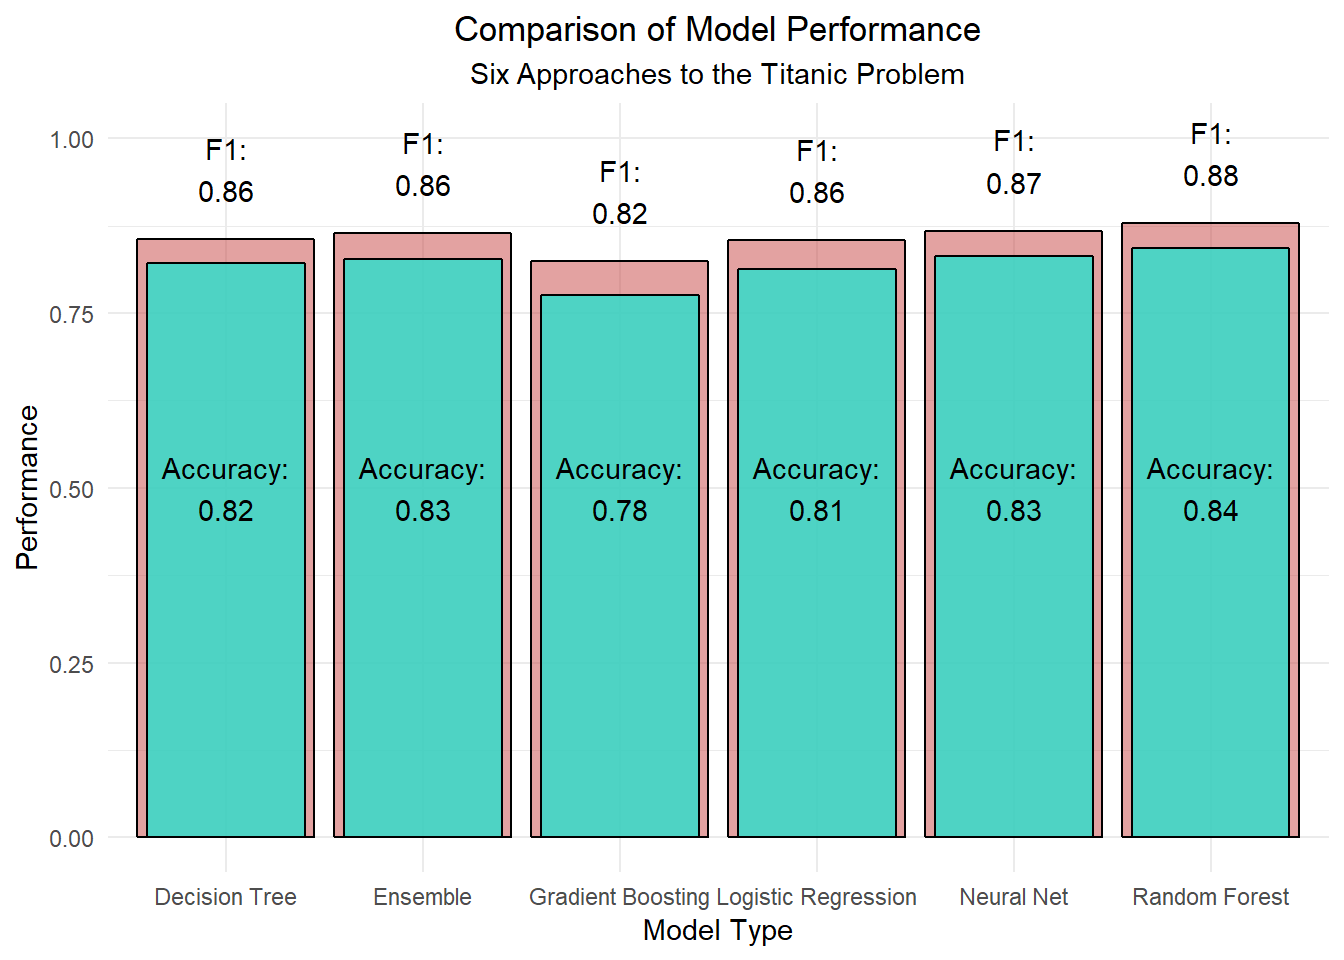 Comparison of Model Performance
Six Approaches to the Titanic Problem
Performance
1.00
0.75
0.50
0.25
0.00
F1:
0.86
F1:
0.86
F1:
0.82
F1:
0.86
F1:
0.87
F1:
0.88
Accuracy:
0.82
Accuracy:
0.83
Accuracy:
0.78
Accuracy:
0.81
Accuracy:
0.83
Accuracy:
0.84
Decision Tree
Ensemble
Gradient Boosting
Logistic Regression
Neural Net
Random Forest
Model Type